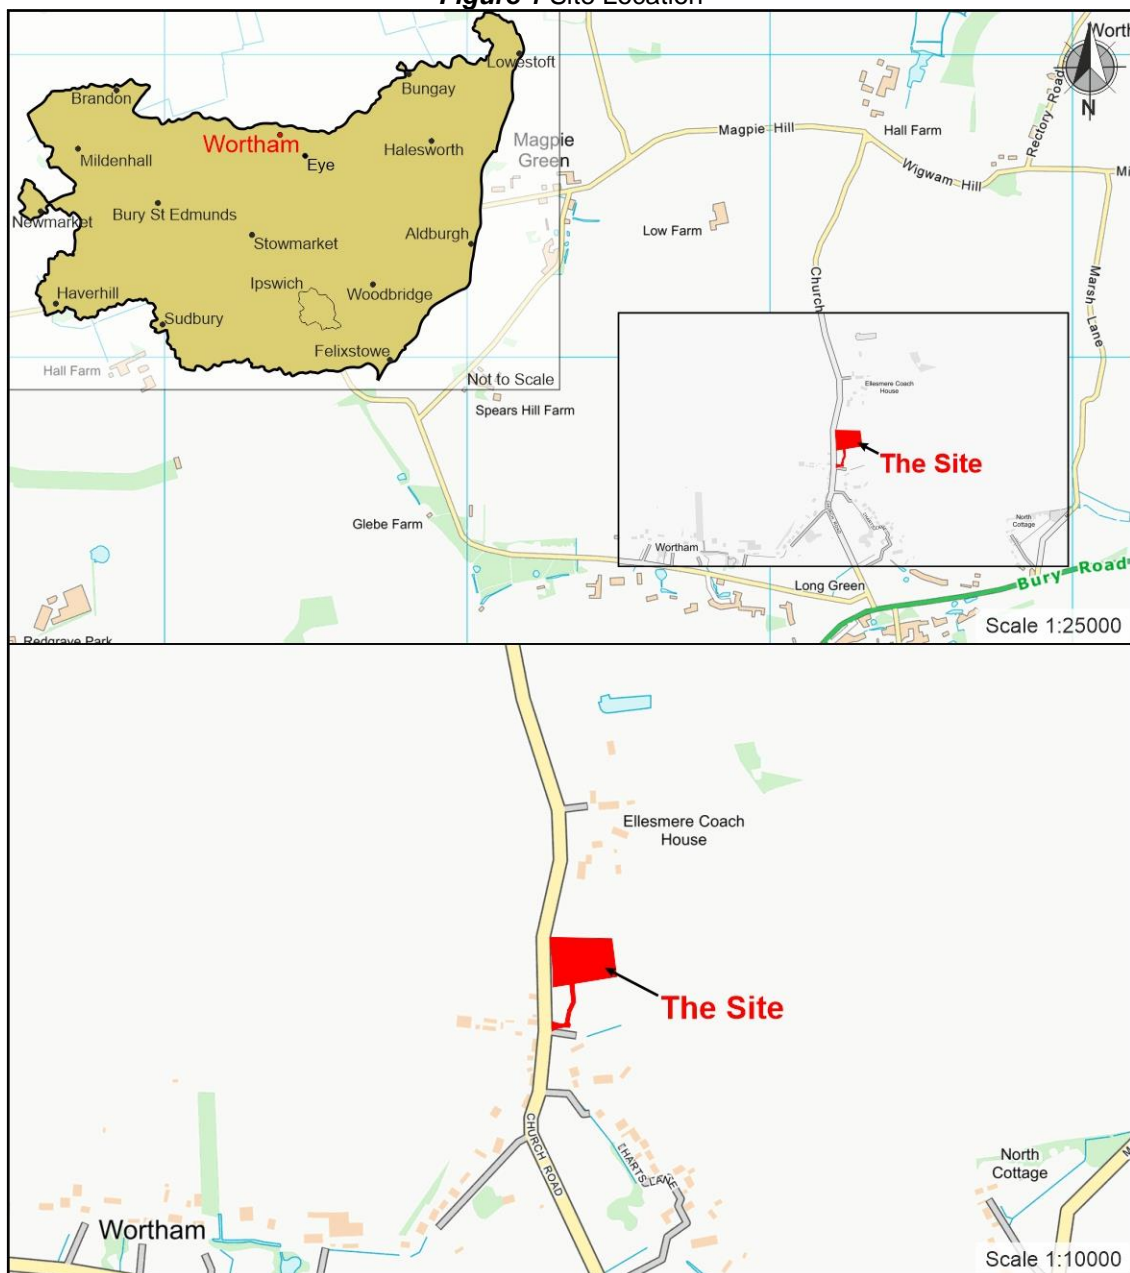 Figure 1 Site Location
Lowestoft
Bungay
Brandon
Wortham
Eye
Halesworth
Mildenhall
Newmarket
Bury St Edmunds
Stowmarket
Aldburgh
Ipswich
Woodbridge
Haverhill
Sudbury
Felixstowe
Not to Scale
Magpie
Green
Magpie Hill
Hall Farm
Wigwam Hill
Rectory Road
N
Low Farm
Church
Marsh Lane
Hall Farm
Spears Hill Farm
Glebe Farm
Redgrave Park
Ellesmere Coach
House
The Site
North
Cottage
Wortham
Long Green
Bury Road
Scale 1:25000
Ellesmere Coach
House
The Site
CHURCH ROAD
North
Cottage
Wortham
Scale 1:10000